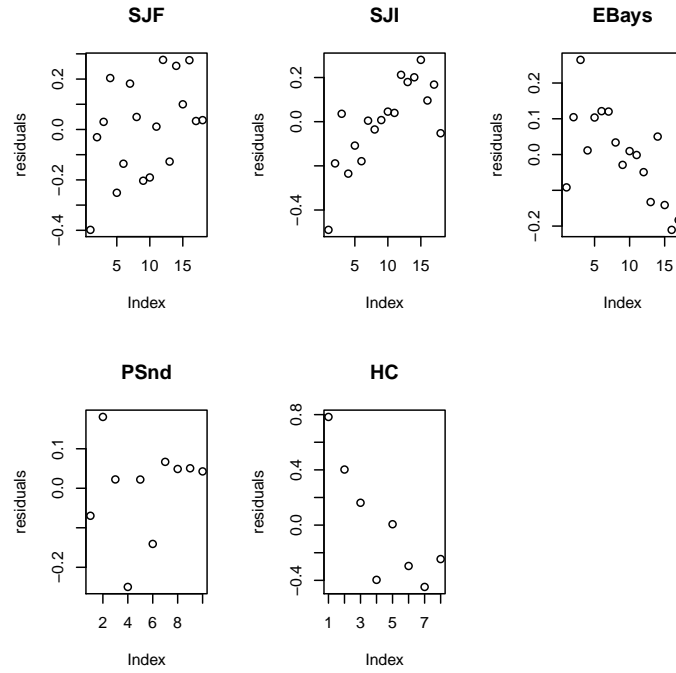 SJF
SJI
EBays
residuals
−0.4
−0.2
0.0
0.2
5
10
15
Index
residuals
−0.4
0.0
0.2
5
10
15
Index
residuals
−0.2
0.0
0.1
0.2
5
10
15
Index
PSnd
HC
residuals
−0.2
0.0
0.1
2
4
6
8
Index
residuals
−0.4
0.0
0.4
0.8
1
3
5
7
Index